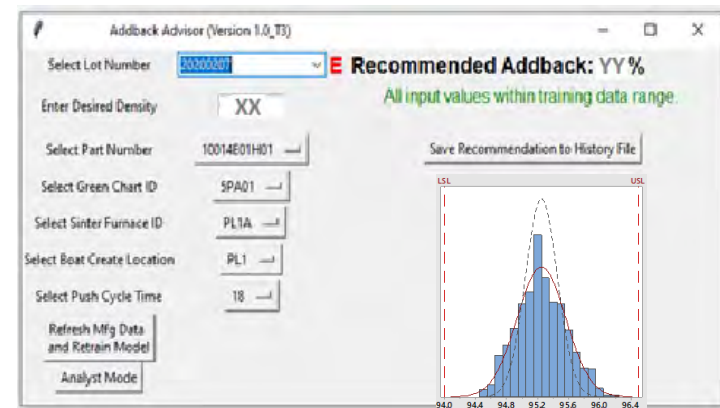 Addback Advisor (Version 1.0_T3)
Select Lot Number
20200207
E Recommended Addback: YY%
Enter Desired Density
XX
All input values within training data range.
Select Part Number
10014E01H01
Save Recommendation to History File
Select Green Chart ID
SPA01
Select Sinter Furnace ID
PL1A
Select Boat Create Location
PL1
Select Push Cycle Time
18
Refresh Mfg Data
and Retrain Model
Analyst Mode
LSL USL
94.0 94.4 94.8 95.2 95.6 96.0 96.4